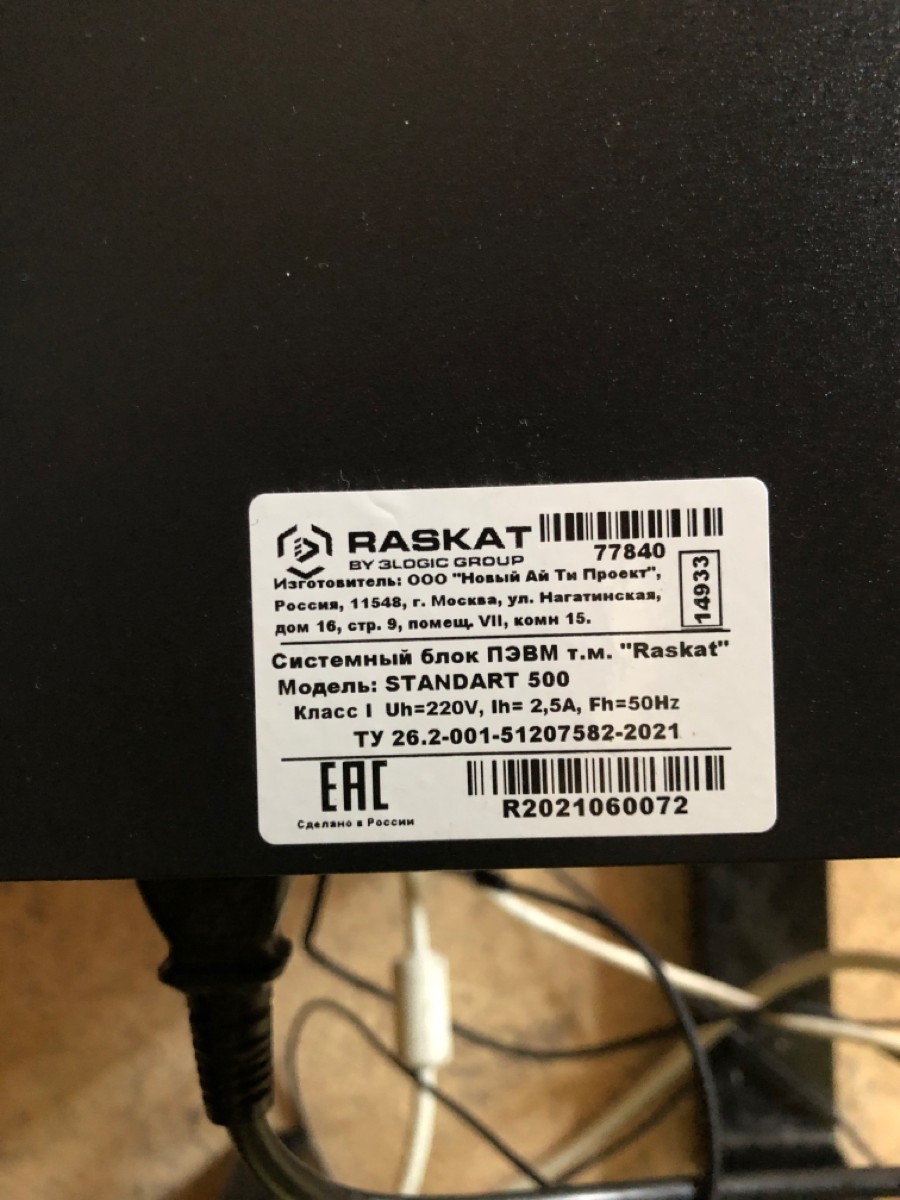 RASKAT
BY 3LOGIC GROUP
77840
14933
Изготовитель: ООО "Новый Ай Ти Проект",
Россия, 11548, г. Москва, ул. Нагатинская,
дом 16, стр. 9, помещ. VII, комн 15.
Системный блок ПЭВМ т.м. "Raskat"
Модель: STANDART 500
Класс I Uh=220V, Ih= 2,5A, Fh=50Hz
ТУ 26.2-001-51207582-2021
EAC
Сделано в России
R2021060072